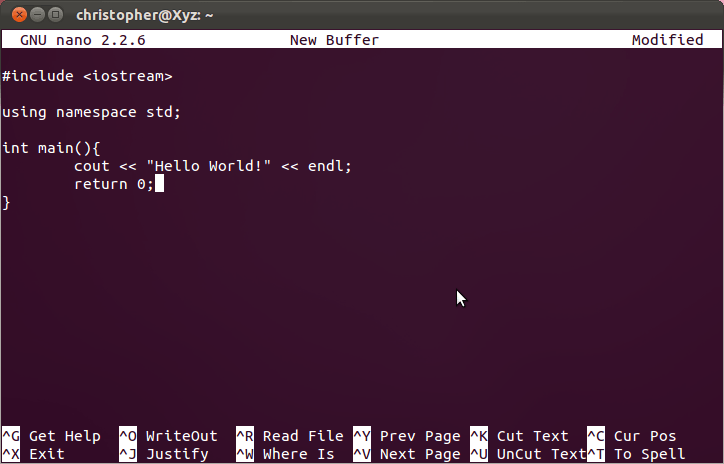 christopher@Xyz: ~
GNU nano 2.2.6 New Buffer Modified
#include <iostream>
using namespace std;
int main(){
cout << "Hello World!" << endl;
return 0;
}
^G Get Help ^O WriteOut ^R Read File ^Y Prev Page ^K Cut Text ^C Cur Pos
^X Exit ^J Justify ^W Where Is ^V Next Page ^U UnCut Text ^T To Spell